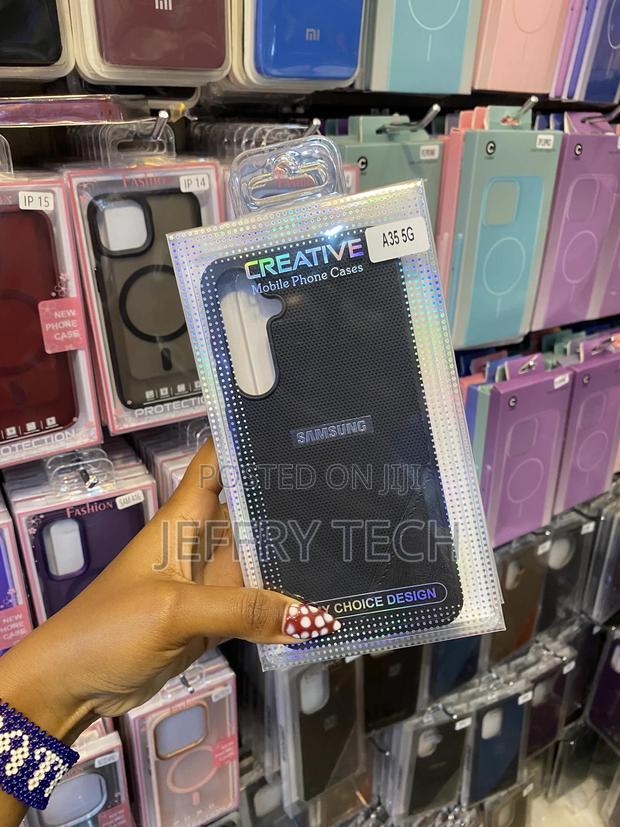 IP 15
Fashion
IP 14
NEW
PHONE
CASE
PROTECTION
PROTECTION
CREATIVE
Mobile Phone Cases
A35 5G
SAMSUNG
POSTED ON JIJI
JEFFRY TECH
CHOICE DESIGN
Fashion
NEW
PHONE
CASE